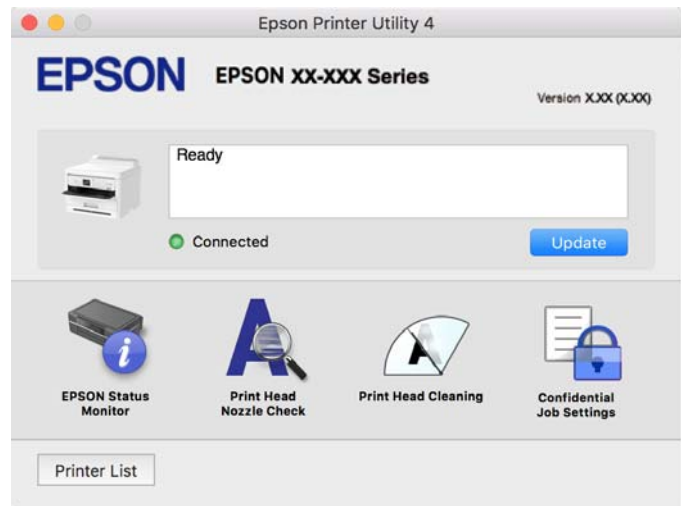 Epson Printer Utility 4
EPSON
EPSON XX-XXX Series
Version X.XX (X.XX)
Ready
Connected
Update
EPSON Status
Monitor
Print Head
Nozzle Check
Print Head Cleaning
Confidential
Job Settings
Printer List